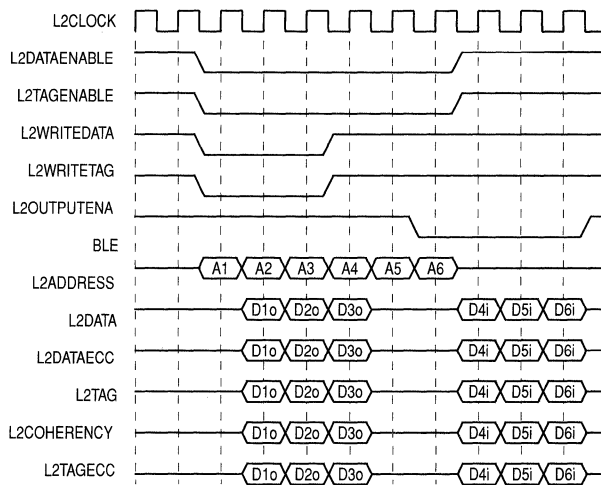 L2CLOCK
L2DATAENABLE
L2TAGENABLE
L2WRITEDATA
L2WRITETAG
L2OUTPUTENA
BLE
A1 A2 A3 A4 A5 A6
L2ADDRESS
D1o D2o D3o D4i D5i D6i
L2DATA
D1o D2o D3o D4i D5i D6i
L2DATAECC
D1o D2o D3o D4i D5i D6i
L2TAG
D1o D2o D3o D4i D5i D6i
L2COHERENCY
D1o D2o D3o D4i D5i D6i
L2TAGECC